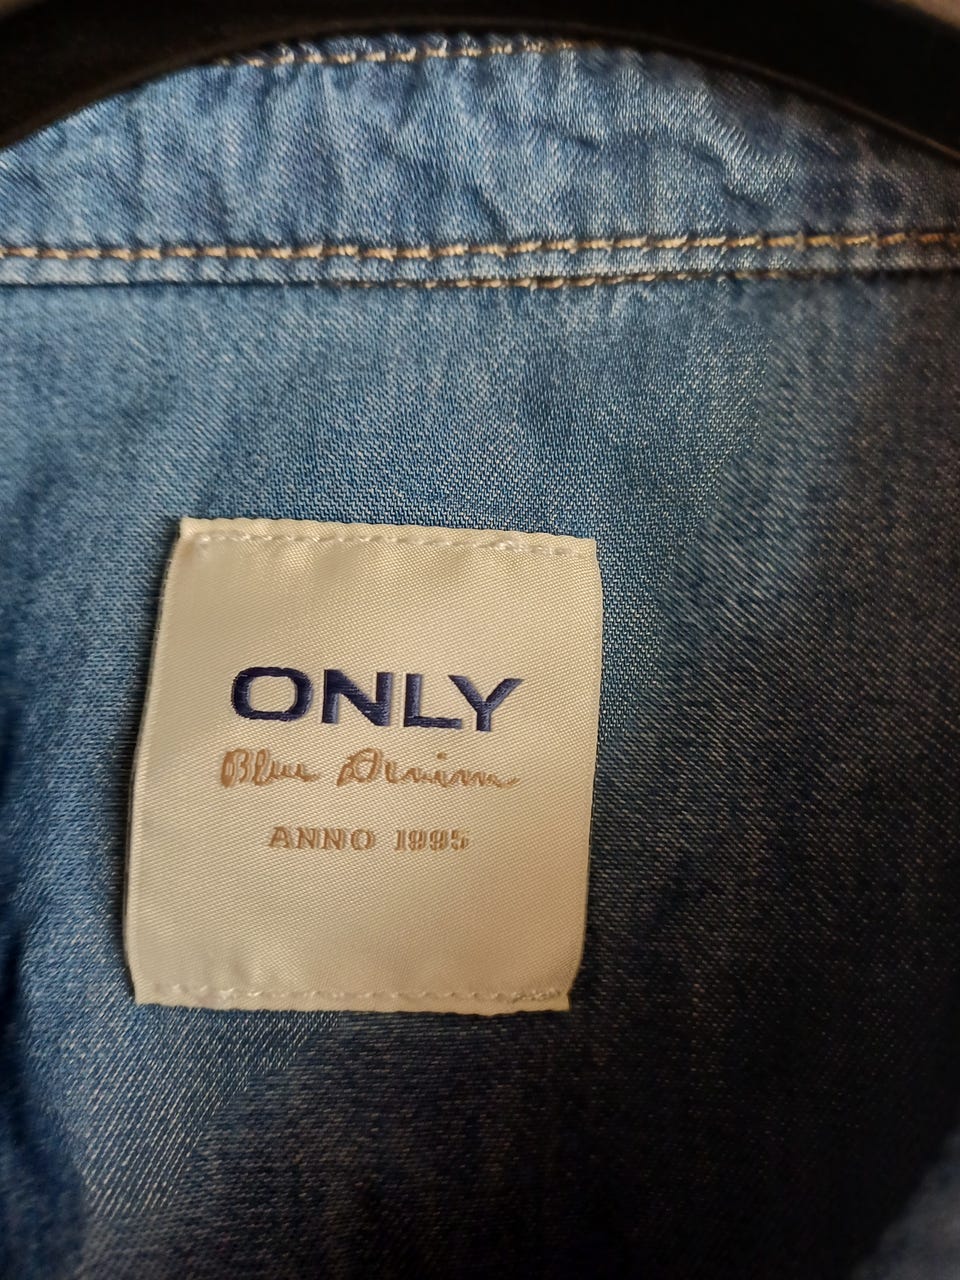 ONLY
Blue Denim
ANNO 1995